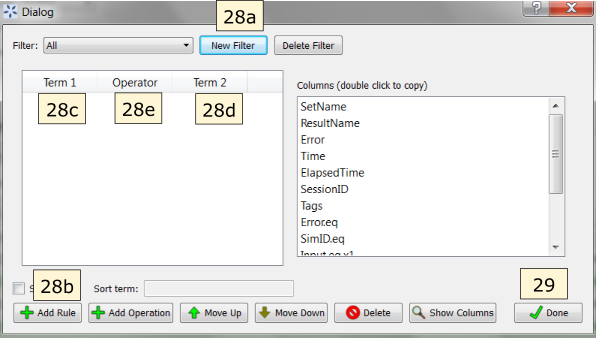 Dialog
28a
Filter: All New Filter Delete Filter
Term 1 Operator Term 2
28c 28e 28d
Columns (double click to copy)
SetName
ResultName
Error
Time
ElapsedTime
SessionID
Tags
Error.eq
SimID.eq
Input.eq.x1
28b
Sort term:
29
Add Rule Add Operation Move Up Move Down Delete Show Columns Done